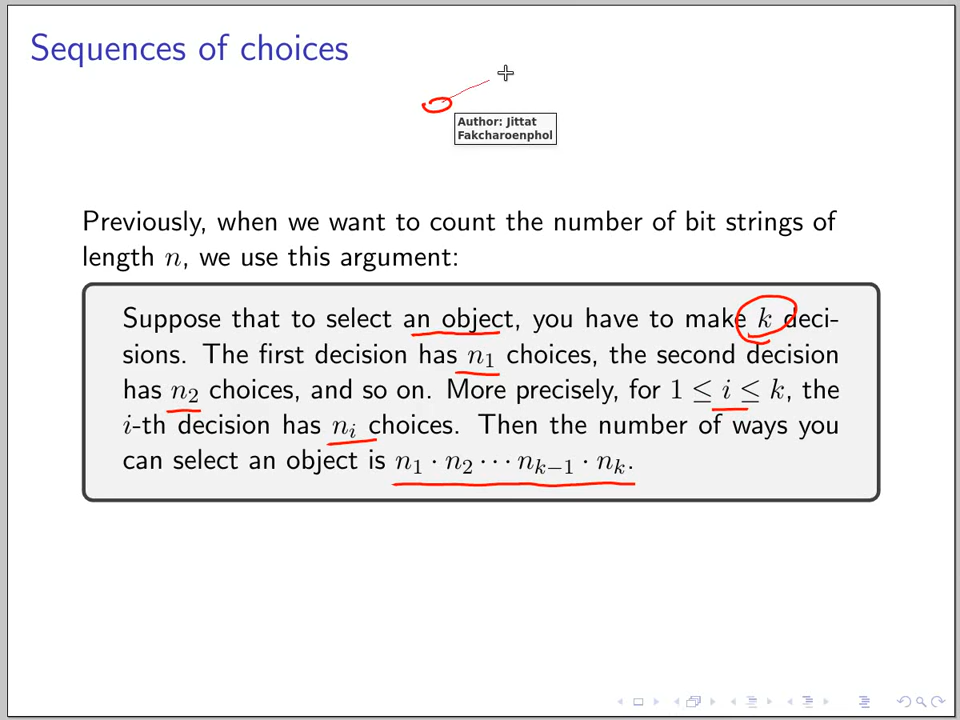 Sequences of choices
Author: Jittat
Fakcharoenphol
Previously, when we want to count the number of bit strings of
length n, we use this argument:
Suppose that to select an object, you have to make k deci-
sions. The first decision has n₁ choices, the second decision
has n₂ choices, and so on. More precisely, for 1 ≤ i ≤ k, the
i-th decision has nᵢ choices. Then the number of ways you
can select an object is n₁ · n₂ ⋯ nₖ₋₁ · nₖ.